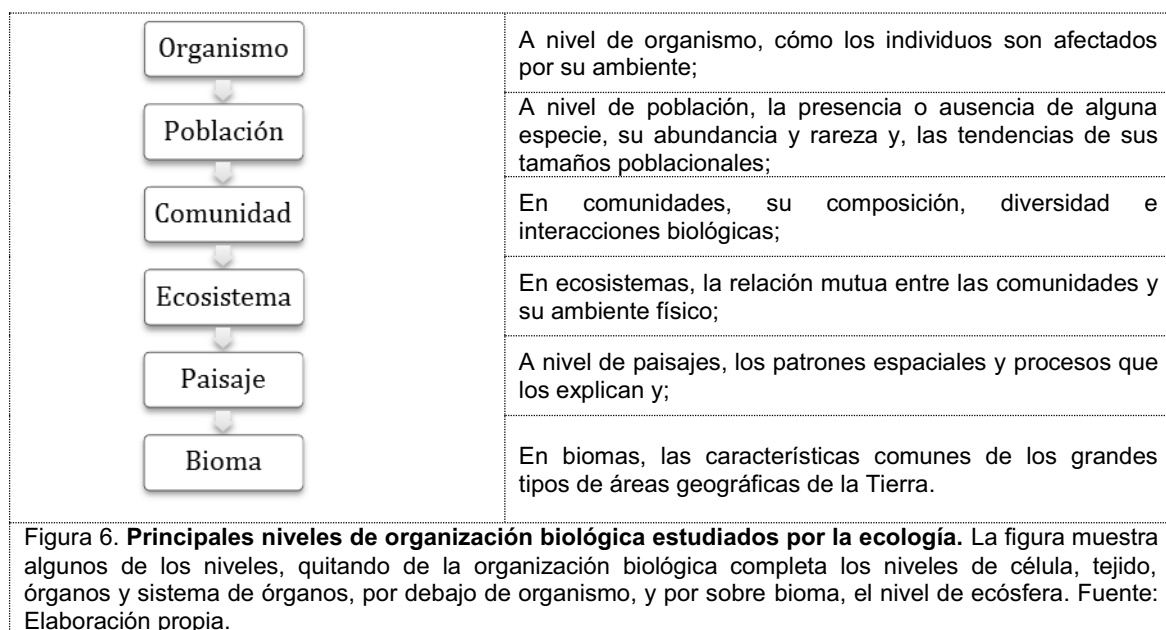 Organismo
A nivel de organismo, cómo los individuos son afectados
por su ambiente;
Población
A nivel de población, la presencia o ausencia de alguna
especie, su abundancia y rareza y, las tendencias de sus
tamaños poblacionales;
Comunidad
En comunidades, su composición, diversidad e
interacciones biológicas;
Ecosistema
En ecosistemas, la relación mutua entre las comunidades y
su ambiente físico;
Paisaje
A nivel de paisajes, los patrones espaciales y procesos que
los explican y;
Bioma
En biomas, las características comunes de los grandes
tipos de áreas geográficas de la Tierra.
Figura 6. Principales niveles de organización biológica estudiados por la ecología. La figura muestra
algunos de los niveles, quitando de la organización biológica completa los niveles de célula, tejido,
órganos y sistema de órganos, por debajo de organismo, y por sobre bioma, el nivel de ecósfera. Fuente:
Elaboración propia.